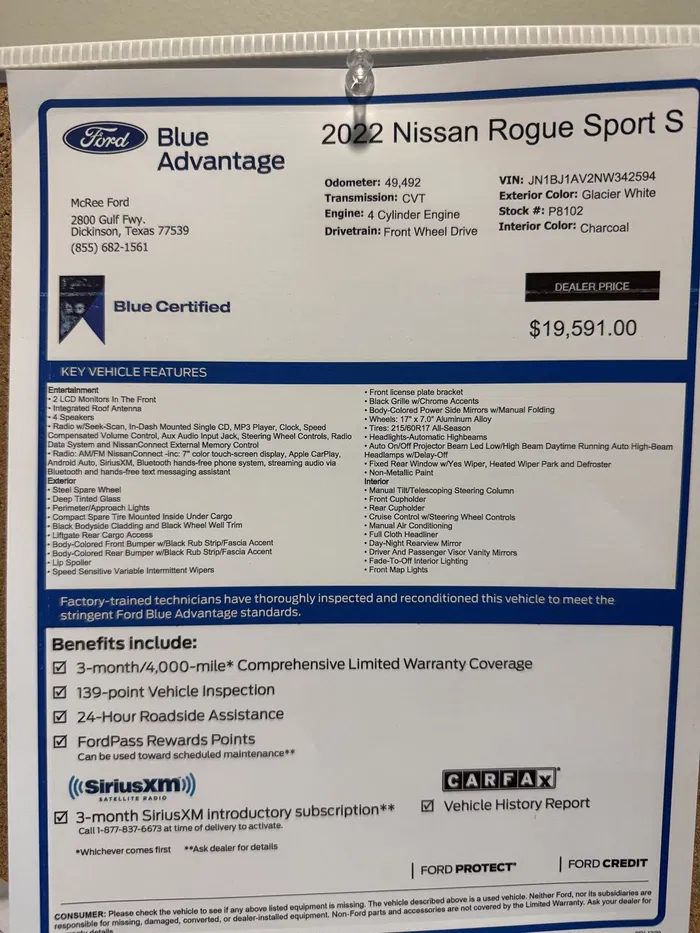 Ford
Blue
Advantage
2022 Nissan Rogue Sport S
McRee Ford
2800 Gulf Fwy.
Dickinson, Texas 77539
(855) 682-1561
Odometer: 49,492
Transmission: CVT
Engine: 4 Cylinder Engine
Drivetrain: Front Wheel Drive
VIN: JN1BJ1AV2NW342594
Exterior Color: Glacier White
Stock #: P8102
Interior Color: Charcoal
Blue Certified
DEALER PRICE
$19,591.00
KEY VEHICLE FEATURES
Entertainment
• 2 LCD Monitors In The Front
• Integrated Roof Antenna
• 4 Speakers
• Radio w/Seek-Scan, In-Dash Mounted Single CD, MP3 Player, Clock, Speed
Compensated Volume Control, Aux Audio Input Jack, Steering Wheel Controls, Radio
Data System and NissanConnect External Memory Control
• Radio: AM/FM NissanConnect -inc: 7" color touch-screen display, Apple CarPlay,
Android Auto, SiriusXM, Bluetooth hands-free phone system, streaming audio via
Bluetooth and hands-free text messaging assistant
Exterior
• Steel Spare Wheel
• Deep Tinted Glass
• Perimeter/Approach Lights
• Compact Spare Tire Mounted Inside Under Cargo
• Black Bodyside Cladding and Black Wheel Well Trim
• Liftgate Rear Cargo Access
• Body-Colored Front Bumper w/Black Rub Strip/Fascia Accent
• Body-Colored Rear Bumper w/Black Rub Strip/Fascia Accent
• Lip Spoiler
• Speed Sensitive Variable Intermittent Wipers
• Front license plate bracket
• Black Grille w/Chrome Accents
• Body-Colored Power Side Mirrors w/Manual Folding
• Wheels: 17" x 7.0" Aluminum Alloy
• Tires: 215/60R17 All-Season
• Headlights-Automatic Highbeams
• Auto On/Off Projector Beam Led Low/High Beam Daytime Running Auto High-Beam
Headlamps w/Delay-Off
• Fixed Rear Window w/Yes Wiper, Heated Wiper Park and Defroster
• Non-Metallic Paint
Interior
• Manual Tilt/Telescoping Steering Column
• Front Cupholder
• Rear Cupholder
• Cruise Control w/Steering Wheel Controls
• Manual Air Conditioning
• Full Cloth Headliner
• Day-Night Rearview Mirror
• Driver And Passenger Visor Vanity Mirrors
• Fade-To-Off Interior Lighting
• Front Map Lights
Factory-trained technicians have thoroughly inspected and reconditioned this vehicle to meet the
stringent Ford Blue Advantage standards.
Benefits include:
☑ 3-month/4,000-mile* Comprehensive Limited Warranty Coverage
☑ 139-point Vehicle Inspection
☑ 24-Hour Roadside Assistance
☑ FordPass Rewards Points
Can be used toward scheduled maintenance**
((SiriusXM))
SATELLITE RADIO
☑ 3-month SiriusXM introductory subscription**
Call 1-877-837-6673 at time of delivery to activate.
CARFAX
☑ Vehicle History Report
*Whichever comes first **Ask dealer for details
FORD PROTECT
FORD CREDIT
CONSUMER: Please check the vehicle to see if any above listed equipment is missing. The vehicle described above is a used vehicle. Neither Ford, nor its subsidiaries are
responsible for missing, damaged, converted, or dealer-installed equipment. Non-Ford parts and accessories are not covered by the Limited Warranty. Ask your dealer for
details.